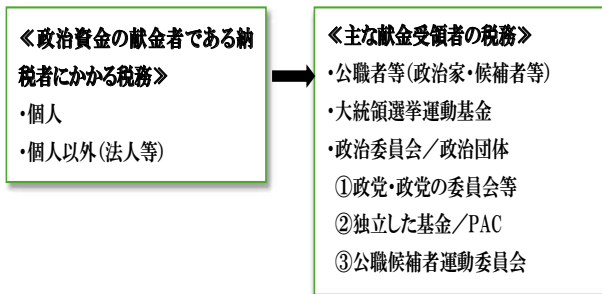 ≪政治資金の献金者である納
税者にかかる税務≫
・個人
・個人以外(法人等)
≪主な献金受領者の税務≫
・公職者等(政治家・候補者等)
・大統領選挙運動基金
・政治委員会／政治団体
①政党・政党の委員会等
②独立した基金／PAC
③公職候補者運動委員会